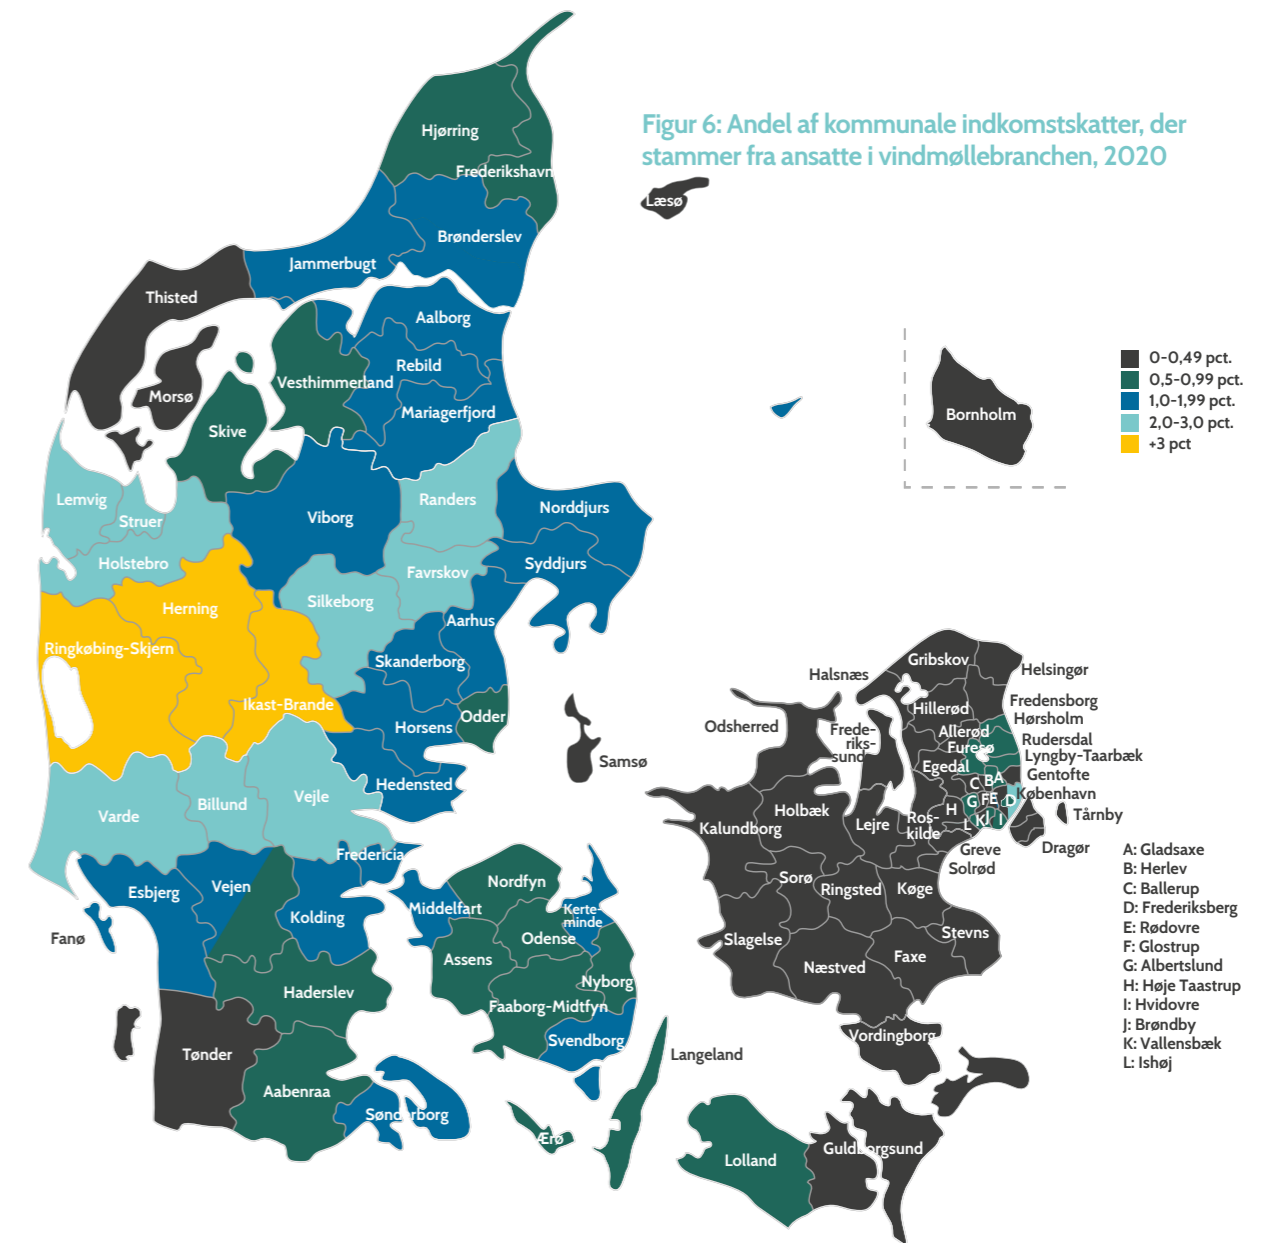 Figur 6: Andel af kommunale indkomstskatter, der
stammer fra ansatte i vindmøllebranchen, 2020
Hjørring
Frederikshavn
Læsø
Brønderslev
Jammerbugt
Thisted
Aalborg
Rebild
Vesthimmerland
Morsø
Mariagerfjord
Skive
0-0,49 pct.
0,5-0,99 pct.
1,0-1,99 pct.
2,0-3,0 pct.
+3 pct
Bornholm
Lemvig
Struer
Viborg
Randers
Norddjurs
Holstebro
Favrskov
Syddjurs
Herning
Silkeborg
Aarhus
Ringkøbing-Skjern
Skanderborg
Ikast-Brande
Horsens
Odder
Samsø
Hedensted
Varde
Billund
Vejle
Fredericia
Esbjerg
Vejen
Kolding
Fanø
Haderslev
Tønder
Aabenraa
Sønderborg
Middelfart
Nordfyn
Kerte-
minde
Odense
Assens
Nyborg
Faaborg-Midtfyn
Svendborg
Langeland
Ærø
Lolland
Guldborgsund
Vordingborg
Gribskov
Helsingør
Halsnæs
Fredensborg
Hillerød
Hørsholm
Odsherred
Frede-
riks-
sund
Allerød
Rudersdal
Furesø
Lyngby-Taarbæk
Egedal
Gentofte
København
C
B
A
G
F
E
D
H
K
J
I
L
Tårnby
Dragør
Holbæk
Kalundborg
Lejre
Ros-
kilde
Greve
Solrød
Sorø
Ringsted
Køge
Slagelse
Stevns
Næstved
Faxe
A: Gladsaxe
B: Herlev
C: Ballerup
D: Frederiksberg
E: Rødovre
F: Glostrup
G: Albertslund
H: Høje Taastrup
I: Hvidovre
J: Brøndby
K: Vallensbæk
L: Ishøj